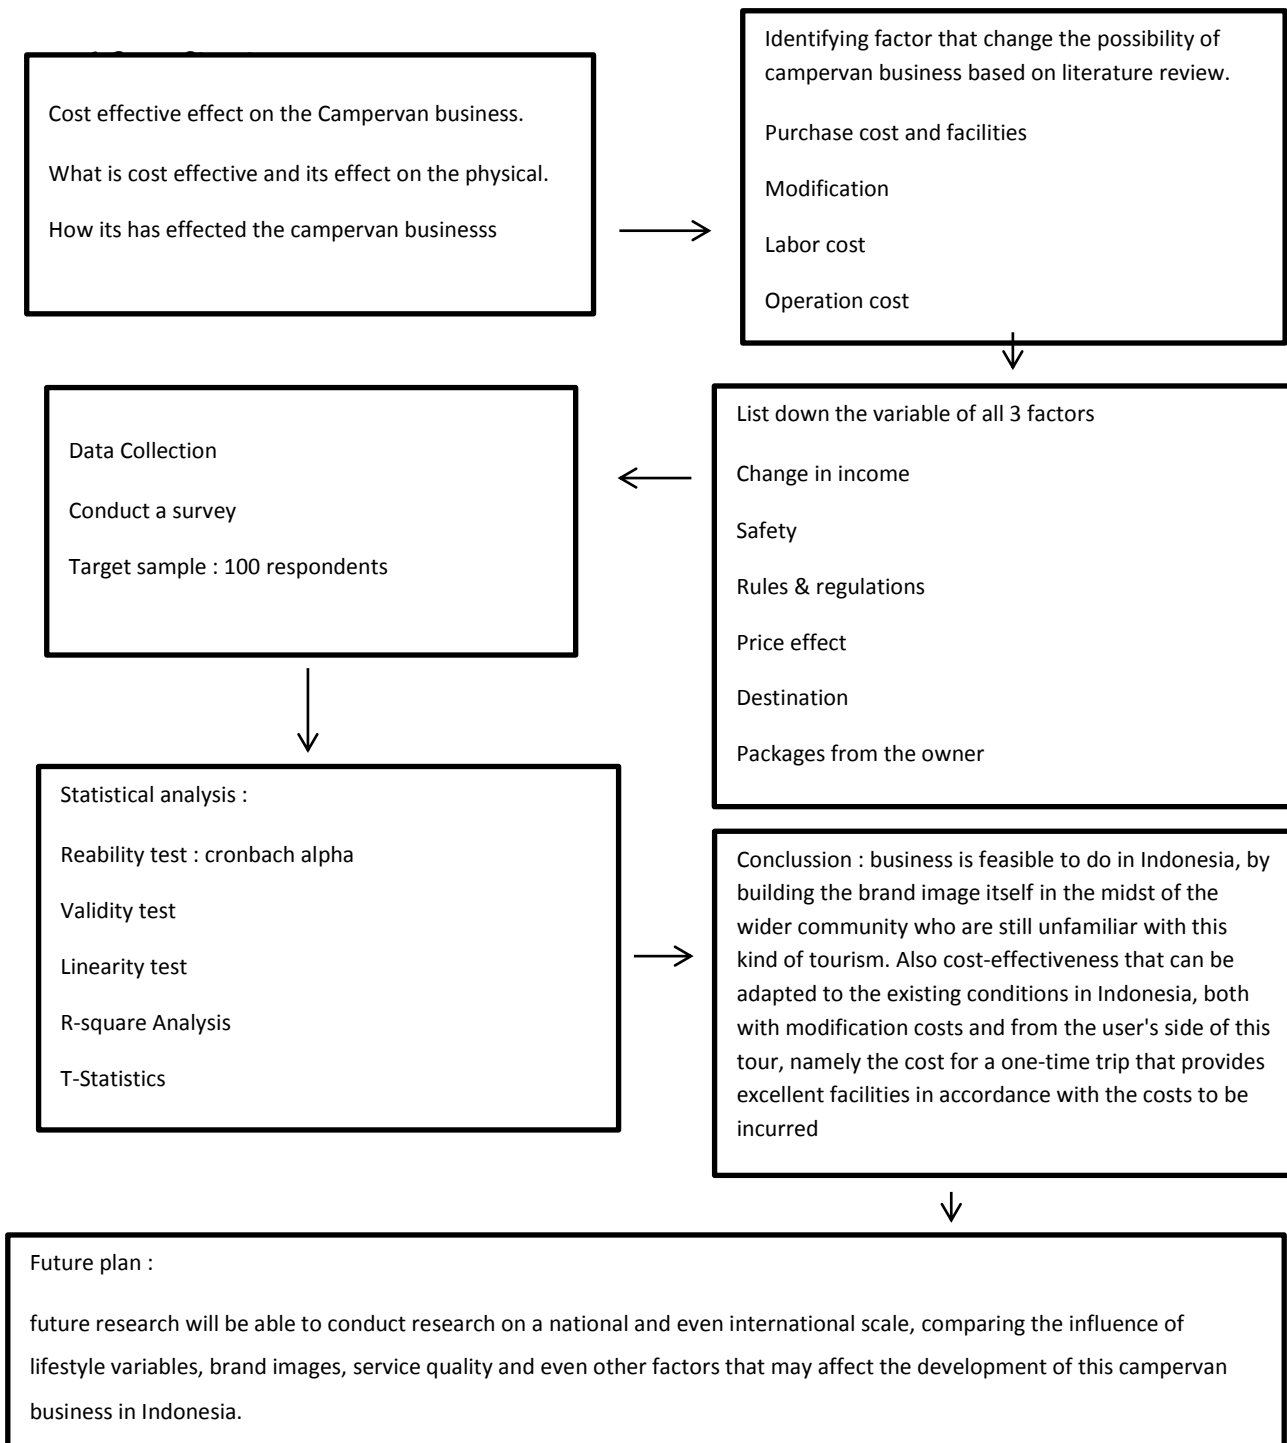 Cost effective effect on the Campervan business.
What is cost effective and its effect on the physical.
How its has effected the campervan businesss
Identifying factor that change the possibility of
campervan business based on literature review.
Purchase cost and facilities
Modification
Labor cost
Operation cost
List down the variable of all 3 factors
Change in income
Safety
Rules & regulations
Price effect
Destination
Packages from the owner
Data Collection
Conduct a survey
Target sample : 100 respondents
Statistical analysis :
Reability test : cronbach alpha
Validity test
Linearity test
R-square Analysis
T-Statistics
Conclussion : business is feasible to do in Indonesia, by
building the brand image itself in the midst of the
wider community who are still unfamiliar with this
kind of tourism. Also cost-effectiveness that can be
adapted to the existing conditions in Indonesia, both
with modification costs and from the user's side of this
tour, namely the cost for a one-time trip that provides
excellent facilities in accordance with the costs to be
incurred
Future plan :
future research will be able to conduct research on a national and even international scale, comparing the influence of
lifestyle variables, brand images, service quality and even other factors that may affect the development of this campervan
business in Indonesia.